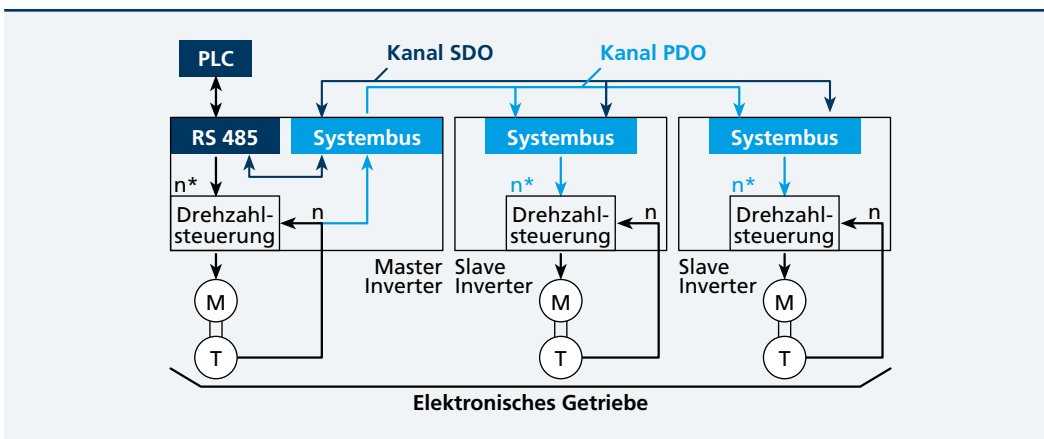 PLC
Kanal SDO
Kanal PDO
RS 485
Systembus
Systembus
Systembus
n*
n*
n*
Drehzahl-
steuerung
n
Drehzahl-
steuerung
n
Drehzahl-
steuerung
n
Master
Inverter
Slave
Inverter
Slave
Inverter
M
M
M
T
T
T
Elektronisches Getriebe